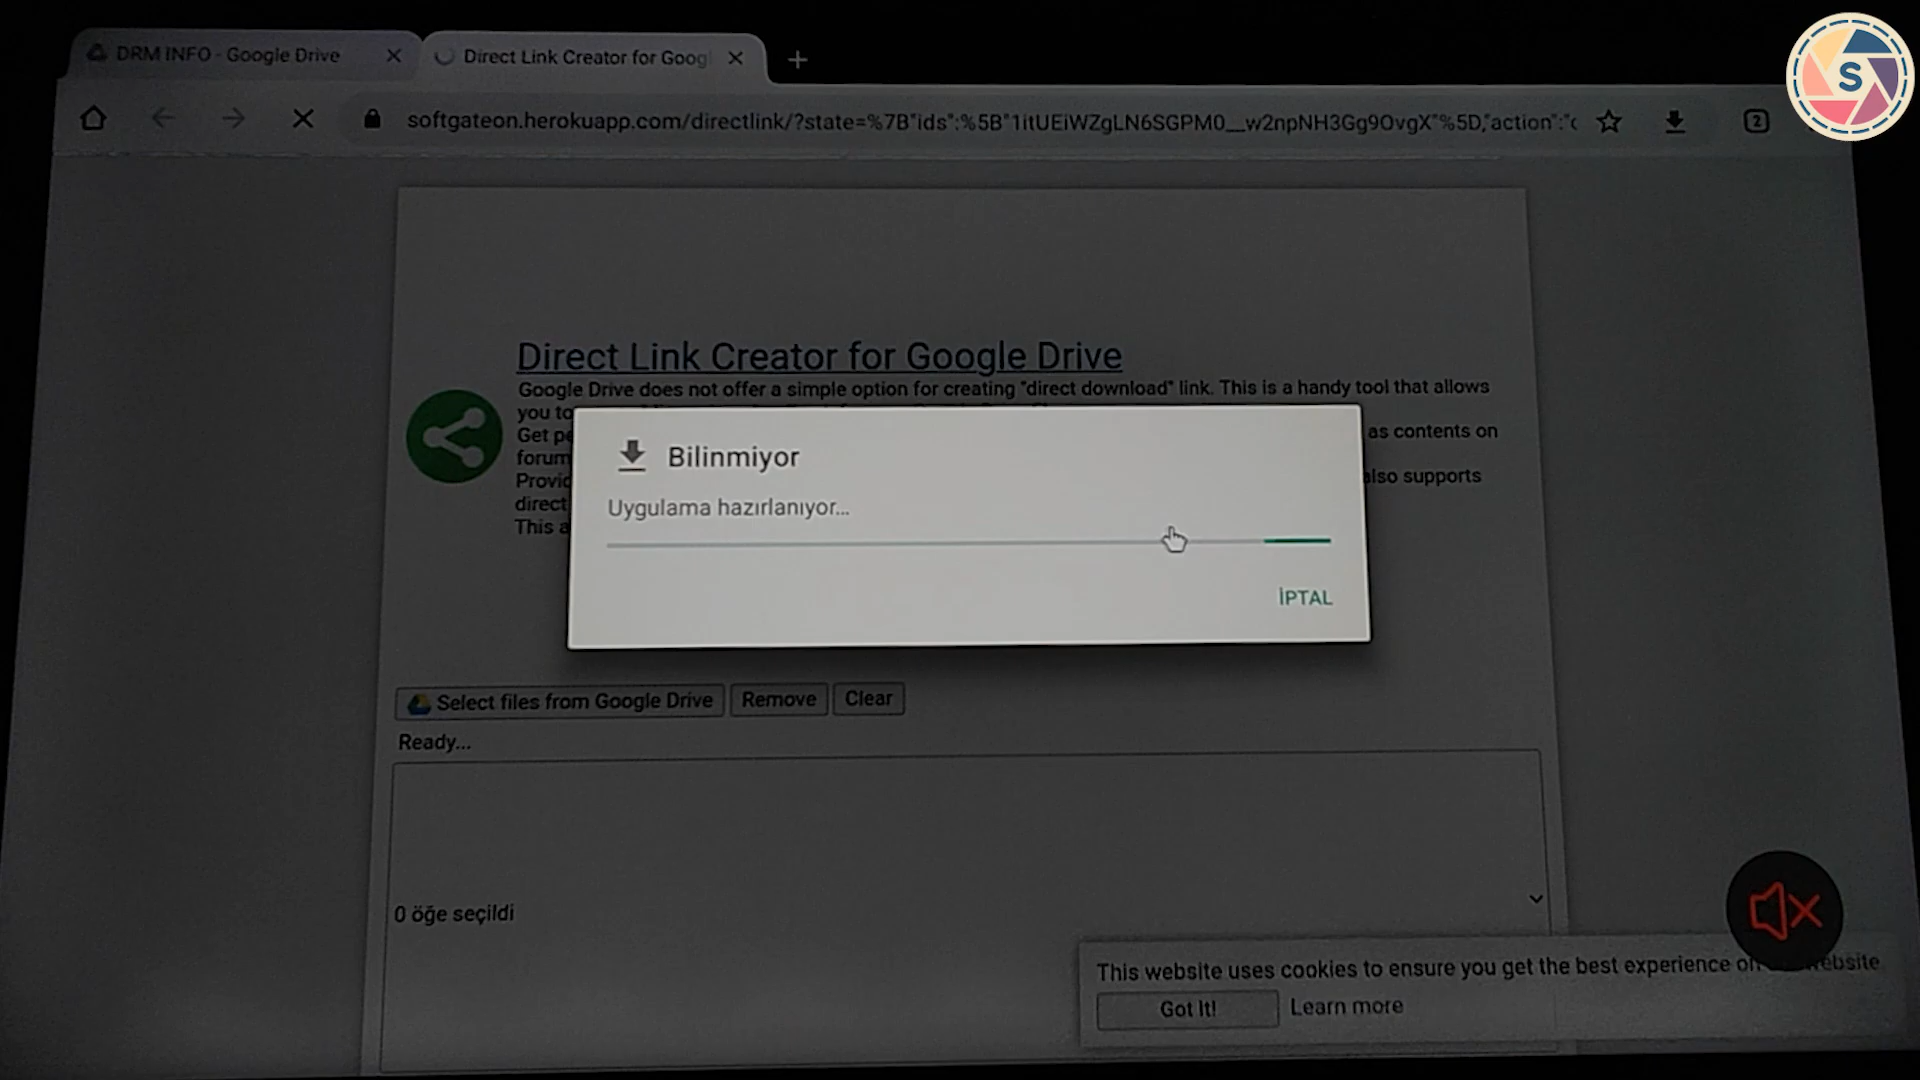 DRM INFO - Google Drive
Direct Link Creator for Goog
softgateon.herokuapp.com/directlink/?state=%7B"ids":%5B"1itUEiWZgLN6SGPM0__w2npNH3Gg9OvgX"%5D,"action":"c
2
S
Direct Link Creator for Google Drive
Google Drive does not offer a simple option for creating "direct download" link. This is a handy tool that allows
you to
Get pe as contents on
forum
Provid also supports
direct
This a
Bilinmiyor
Uygulama hazırlanıyor...
İPTAL
Select files from Google Drive Remove Clear
Ready...
0 öğe seçildi
This website uses cookies to ensure you get the best experience on website
Got It! Learn more